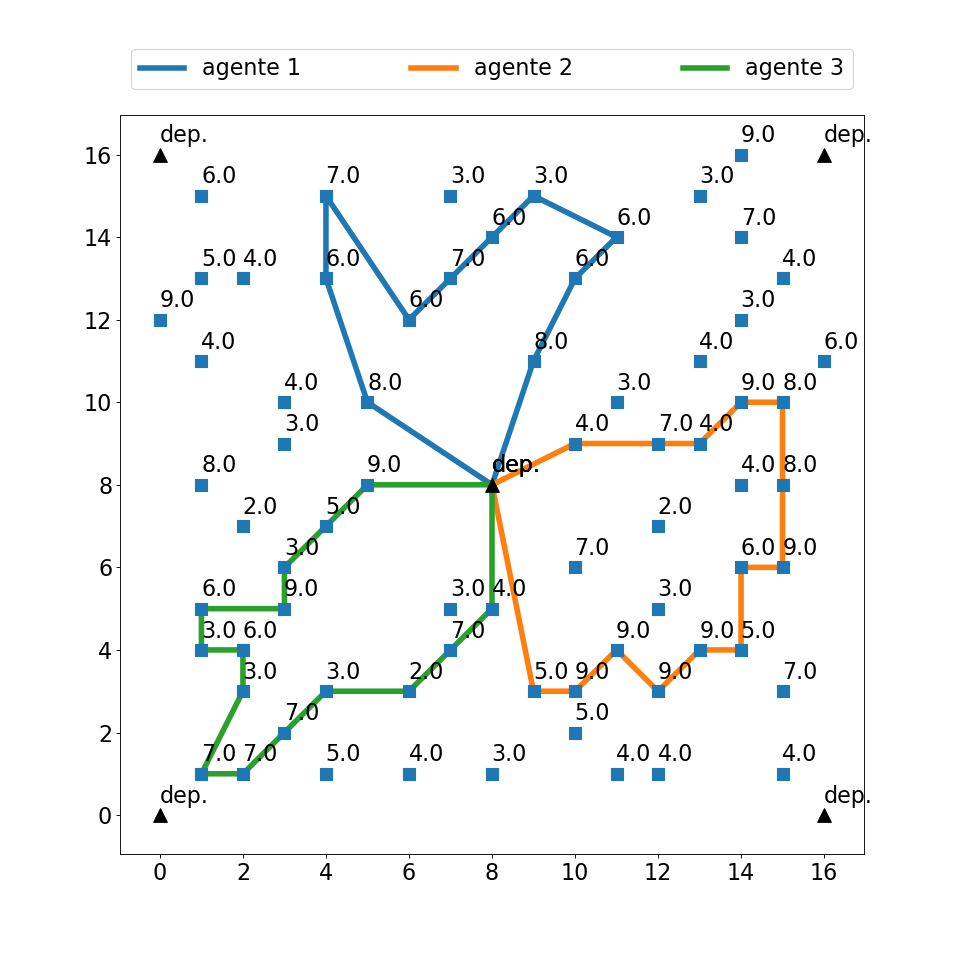 agente 1 agente 2 agente 3
dep. 9.0 dep.
16
6.0 7.0 3.0 3.0 3.0
14 6.0 6.0 7.0
5.0 4.0 6.0 7.0 6.0 4.0
12 9.0 6.0 3.0
4.0 8.0 4.0 6.0
10 4.0 8.0 3.0 9.0 8.0
3.0 4.0 7.0 4.0
8 8.0 9.0 dep. 4.0 8.0
2.0 5.0 2.0
6 3.0 7.0 6.0 9.0
6.0 9.0 3.0 4.0 3.0
4 3.0 6.0 7.0 9.0 9.0 5.0
3.0 3.0 2.0 5.0 9.0 9.0 7.0
2 7.0 5.0
7.0 7.0 5.0 4.0 3.0 4.0 4.0 4.0
0 dep. dep.
0 2 4 6 8 10 12 14 16